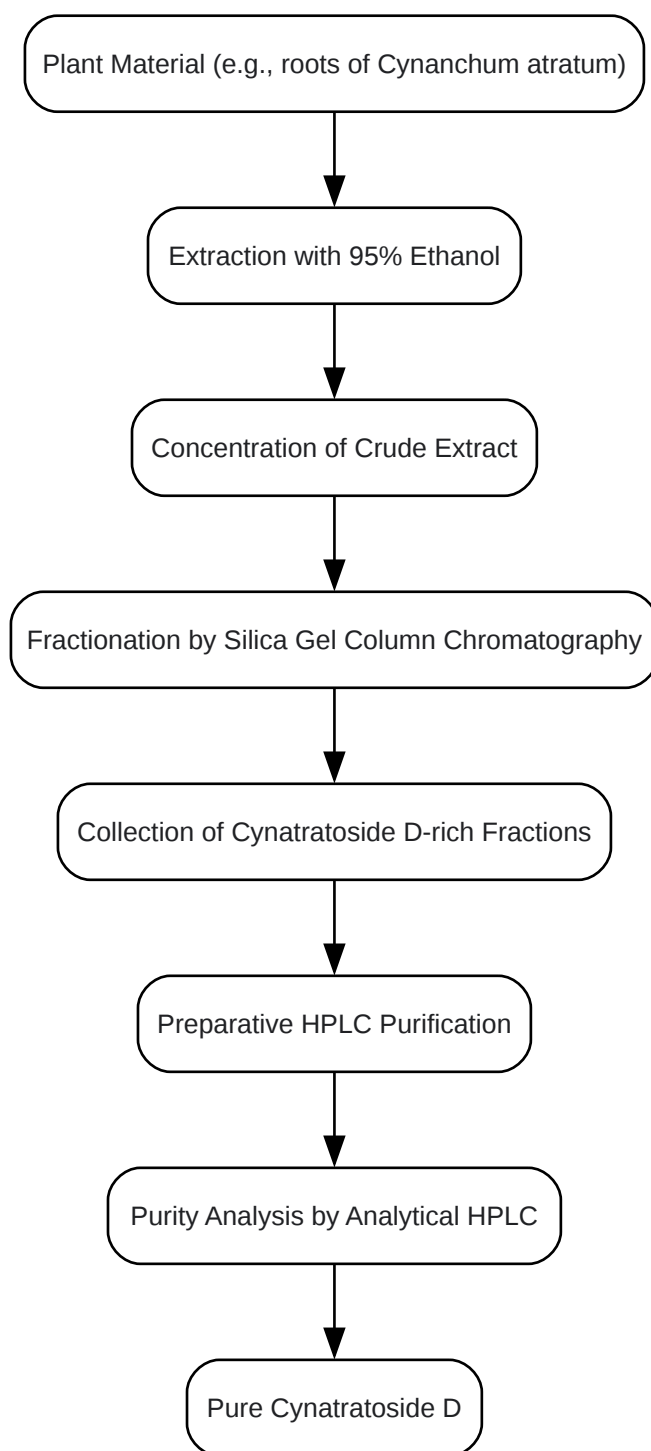 Plant Material (e.g., roots of Cynanchum atratum)
Extraction with 95% Ethanol
Concentration of Crude Extract
Fractionation by Silica Gel Column Chromatography
Collection of Cynatratoside D-rich Fractions
Preparative HPLC Purification
Purity Analysis by Analytical HPLC
Pure Cynatratoside D